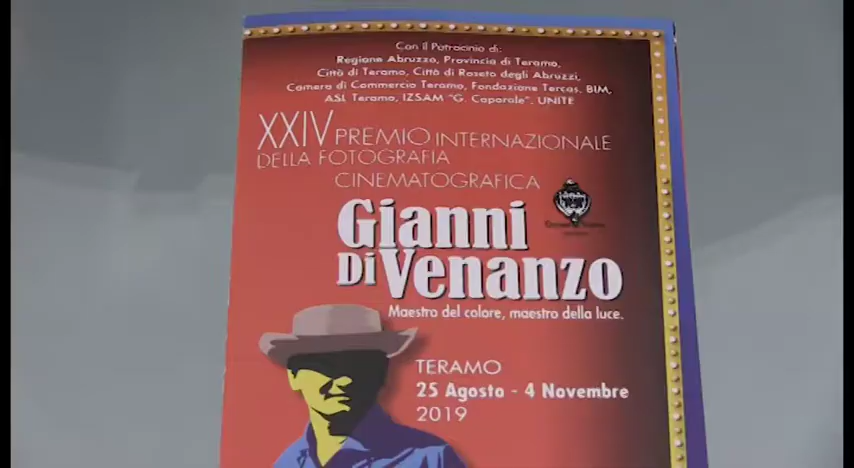 Con il Patrocinio di:
Regione Abruzzo, Provincia di Teramo,
Città di Teramo, Città di Roseto degli Abruzzi,
Camera di Commercio Teramo, Fondazione Tercas, BIM,
ASL Teramo, IZSAM "G. Caporale", UNITE
XXIV PREMIO INTERNAZIONALE
DELLA FOTOGRAFIA
CINEMATOGRAFICA
Gianni
Di Venanzo
Maestro del colore, maestro della luce.
TERAMO
25 Agosto - 4 Novembre
2019